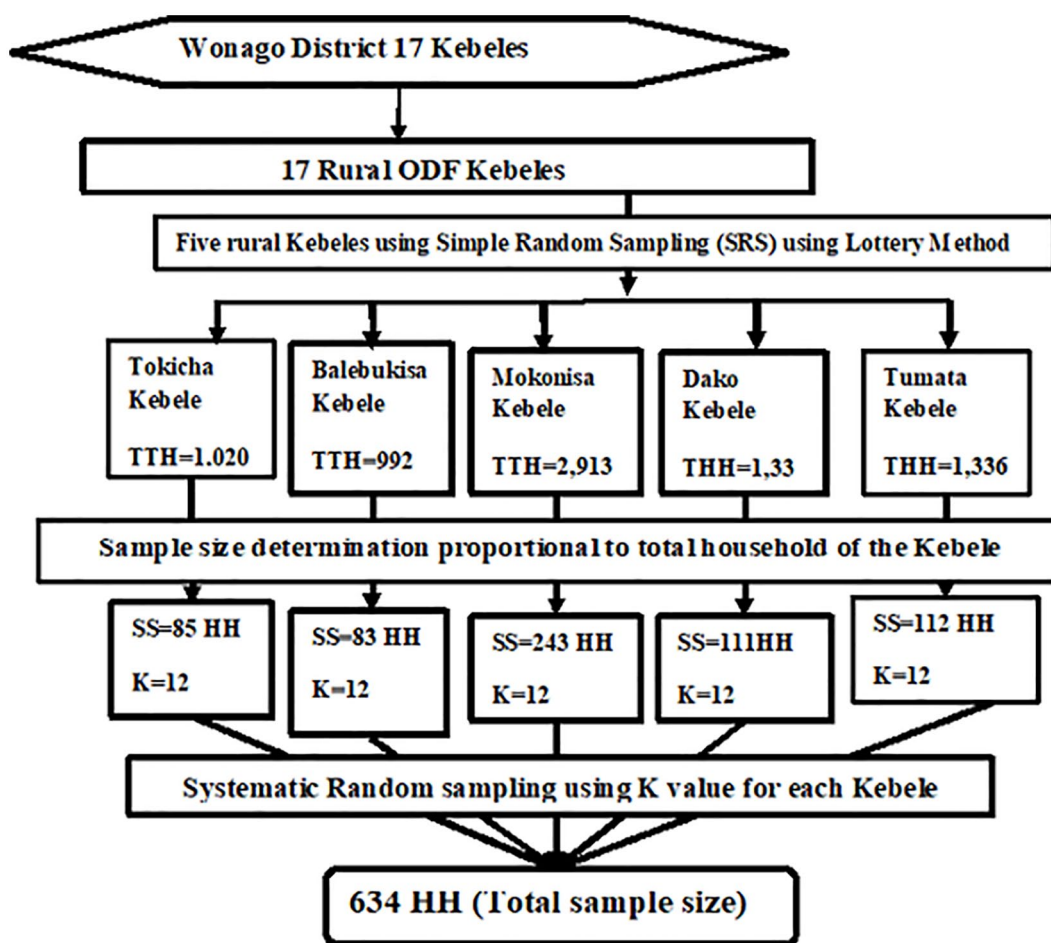 Wonago District 17 Kebeles
17 Rural ODF Kebeles
Five rural Kebeles using Simple Random Sampling (SRS) using Lottery Method
Tokicha
Kebele
TTH=1.020
Balebukisa
Kebele
TTH=992
Mokonisa
Kebele
TTH=2,913
Dako
Kebele
THH=1,33
Tumata
Kebele
THH=1,336
Sample size determination proportional to total household of the Kebele
SS=85 HH
K=12
SS=83 HH
K=12
SS=243 HH
K=12
SS=111HH
K=12
SS=112 HH
K=12
Systematic Random sampling using K value for each Kebele
634 HH (Total sample size)